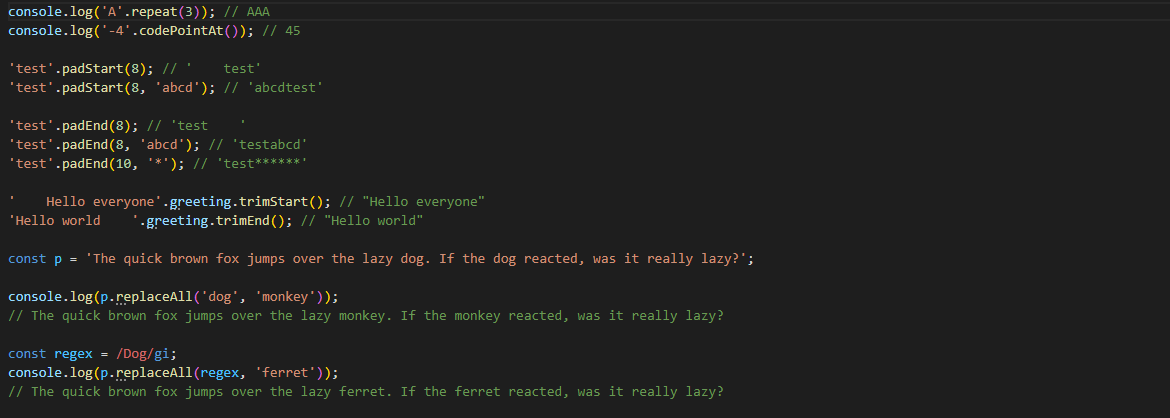 console.log('A'.repeat(3)); // AAA
console.log('-4'.codePointAt()); // 45
'test'.padStart(8); // '    test'
'test'.padStart(8, 'abcd'); // 'abcdtest'
'test'.padEnd(8); // 'test    '
'test'.padEnd(8, 'abcd'); // 'testabcd'
'test'.padEnd(10, '*'); // 'test******'
'    Hello everyone'.greeting.trimStart(); // "Hello everyone"
'Hello world    '.greeting.trimEnd(); // "Hello world"
const p = 'The quick brown fox jumps over the lazy dog. If the dog reacted, was it really lazy?';
console.log(p.replaceAll('dog', 'monkey'));
// The quick brown fox jumps over the lazy monkey. If the monkey reacted, was it really lazy?
const regex = /Dog/gi;
console.log(p.replaceAll(regex, 'ferret'));
// The quick brown fox jumps over the lazy ferret. If the ferret reacted, was it really lazy?